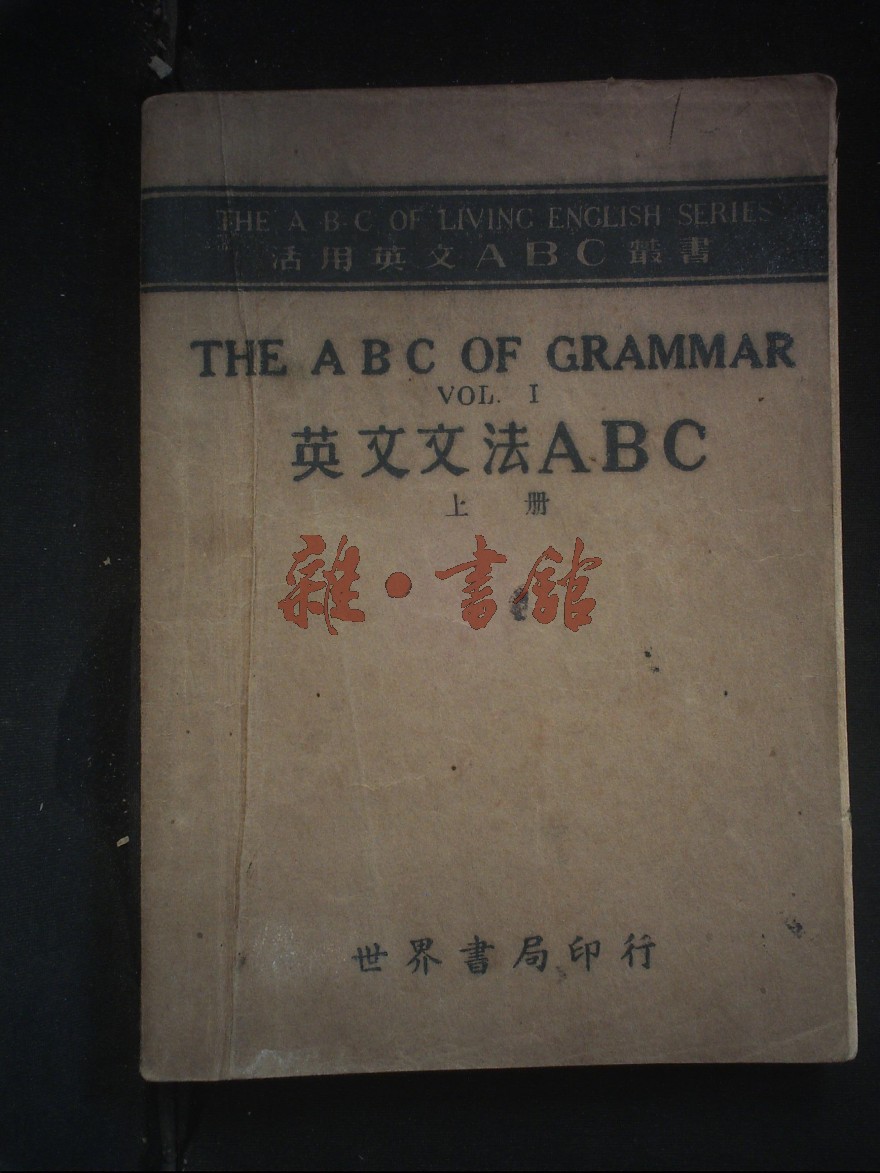 THE A B C OF LIVING ENGLISH SERIES
活用英文ABC叢書
THE A B C OF GRAMMAR
VOL. I
英文文法ABC
上 册
雜·書館
世界書局印行